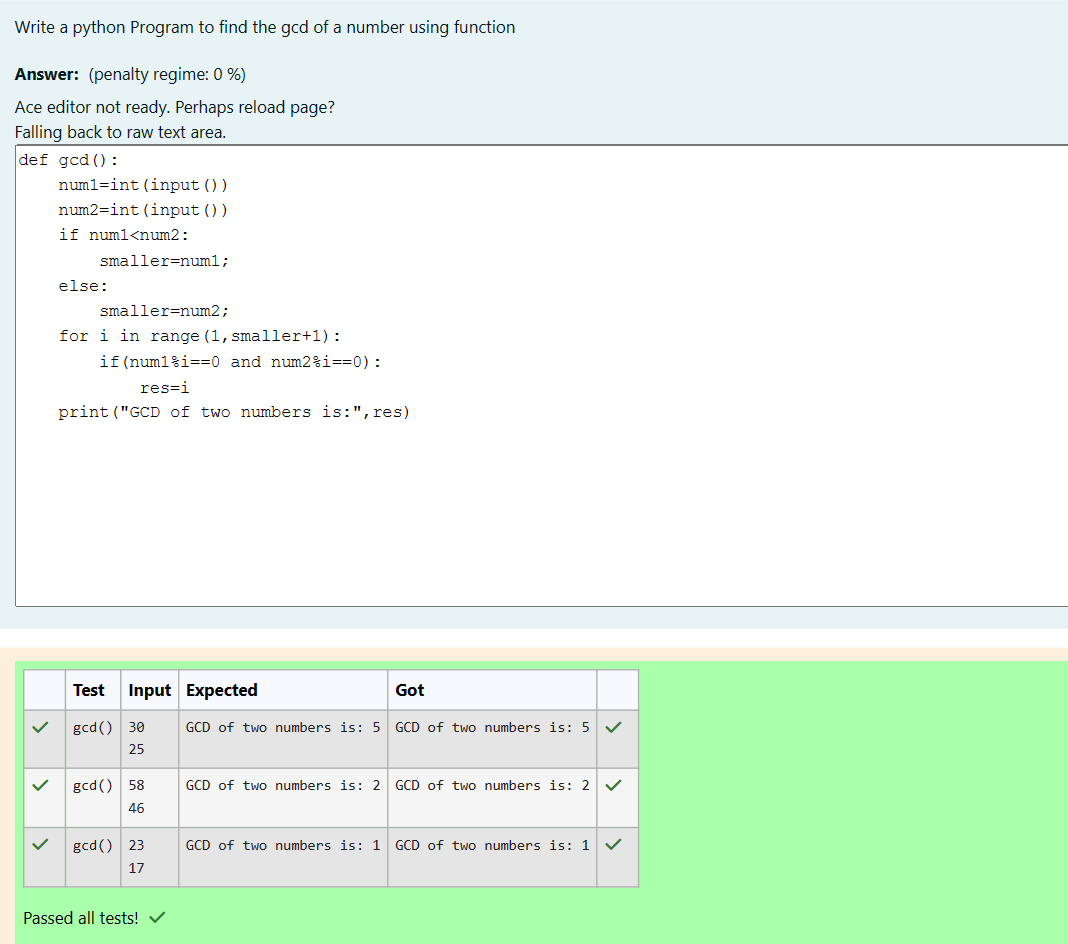 Write a python Program to find the gcd of a number using function
Answer: (penalty regime: 0 %)
Ace editor not ready. Perhaps reload page?
Falling back to raw text area.
def gcd():
    num1=int(input())
    num2=int(input())
    if num1<num2:
        smaller=num1;
    else:
        smaller=num2;
    for i in range(1,smaller+1):
        if(num1%i==0 and num2%i==0):
            res=i
    print("GCD of two numbers is:",res)
Test Input Expected Got
gcd() 30 GCD of two numbers is: 5 GCD of two numbers is: 5
25
gcd() 58 GCD of two numbers is: 2 GCD of two numbers is: 2
46
gcd() 23 GCD of two numbers is: 1 GCD of two numbers is: 1
17
Passed all tests!